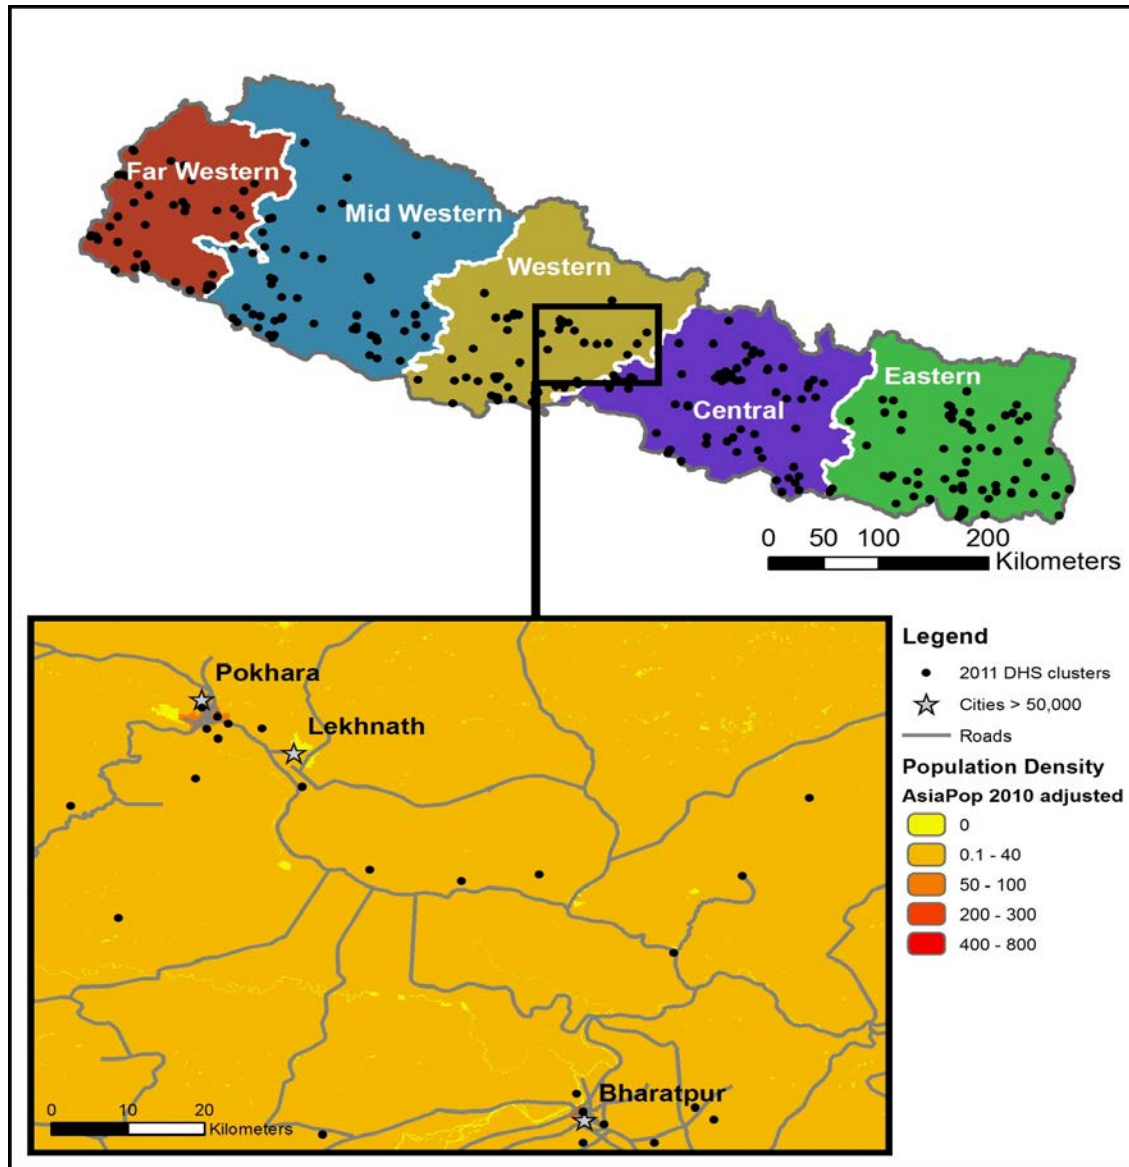 Far Western
Mid Western
Western
Eastern
Central
0 50 100 200
Kilometers
Pokhara
Lekhnath
Bharatpur
0 10 20
Kilometers
Legend
2011 DHS clusters
Cities > 50,000
Roads
Population Density
AsiaPop 2010 adjusted
0
0.1 - 40
50 - 100
200 - 300
400 - 800